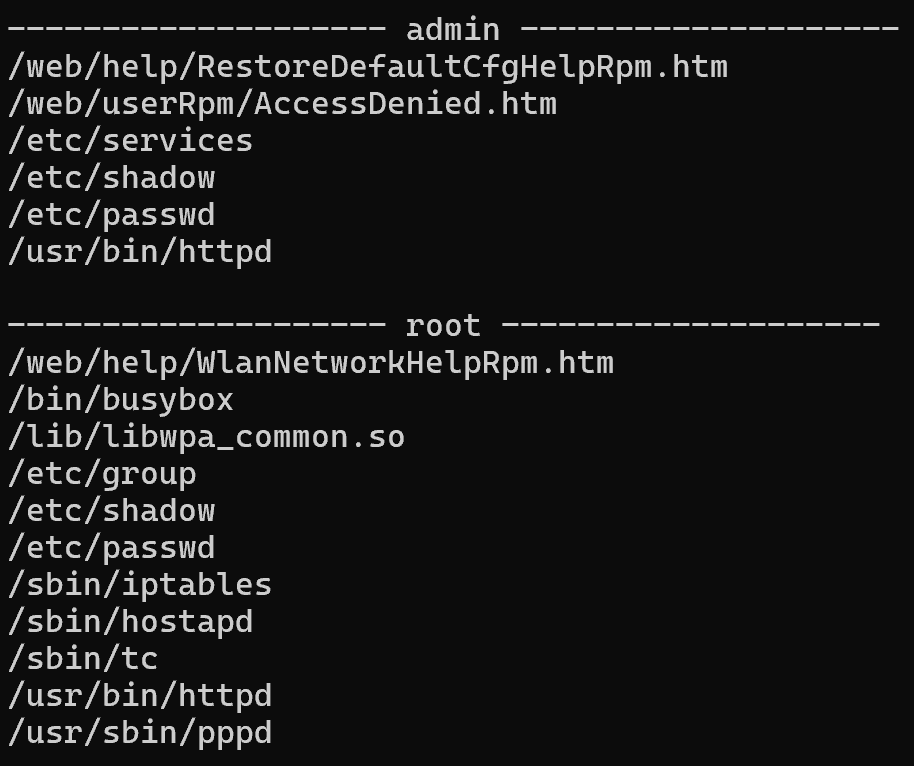 -------------------- admin --------------------
/web/help/RestoreDefaultCfgHelpRpm.htm
/web/userRpm/AccessDenied.htm
/etc/services
/etc/shadow
/etc/passwd
/usr/bin/httpd
-------------------- root --------------------
/web/help/WlanNetworkHelpRpm.htm
/bin/busybox
/lib/libwpa_common.so
/etc/group
/etc/shadow
/etc/passwd
/sbin/iptables
/sbin/hostapd
/sbin/tc
/usr/bin/httpd
/usr/sbin/pppd